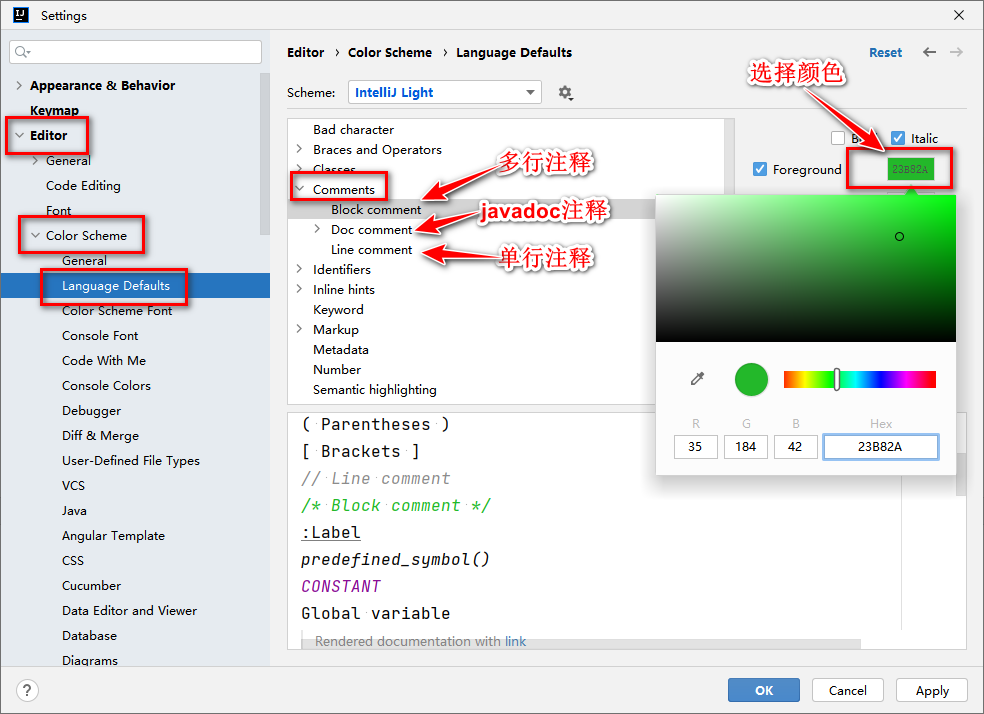 Settings
Editor › Color Scheme › Language Defaults
Reset
Appearance & Behavior
Keymap
Editor
General
Code Editing
Font
Color Scheme
General
Language Defaults
Color Scheme Font
Console Font
Code With Me
Console Colors
Debugger
Diff & Merge
User-Defined File Types
VCS
Java
Angular Template
CSS
Cucumber
Data Editor and Viewer
Database
Diagrams
Scheme: IntelliJ Light
选择颜色
Bad character
Braces and Operators
Classes
Comments
Block comment
Doc comment
Line comment
Identifiers
Inline hints
Keyword
Markup
Metadata
Number
Semantic highlighting
多行注释
javadoc注释
单行注释
Italic
Foreground 23B82A
R G B Hex
35 184 42 23B82A
( Parentheses )
[ Brackets ]
// Line comment
/* Block comment */
:Label
predefined_symbol()
CONSTANT
Global variable
Rendered documentation with link
?
OK Cancel Apply